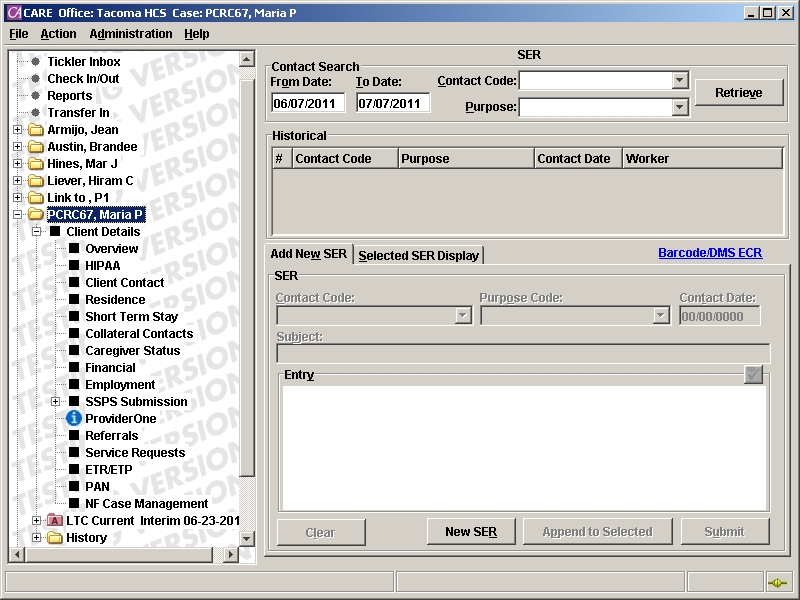 CARE Office: Tacoma HCS Case: PCRC67, Maria P
File Action Administration Help
Tickler Inbox
Check In/Out
Reports
Transfer In
Armijo, Jean
Austin, Brandee
Hines, Mar J
Liever, Hiram C
Link to , P1
PCRC67, Maria P
Client Details
Overview
HIPAA
Client Contact
Residence
Short Term Stay
Collateral Contacts
Caregiver Status
Financial
Employment
SSPS Submission
ProviderOne
Referrals
Service Requests
ETR/ETP
PAN
NF Case Management
LTC Current Interim 06-23-201
History
TESTING VERSION
SER
Contact Search
From Date: To Date: Contact Code:
06/07/2011 07/07/2011 Retrieve
Purpose:
Historical
# Contact Code Purpose Contact Date Worker
Add New SER Selected SER Display Barcode/DMS ECR
SER
Contact Code: Purpose Code: Contact Date:
00/00/0000
Subject:
Entry
Clear New SER Append to Selected Submit